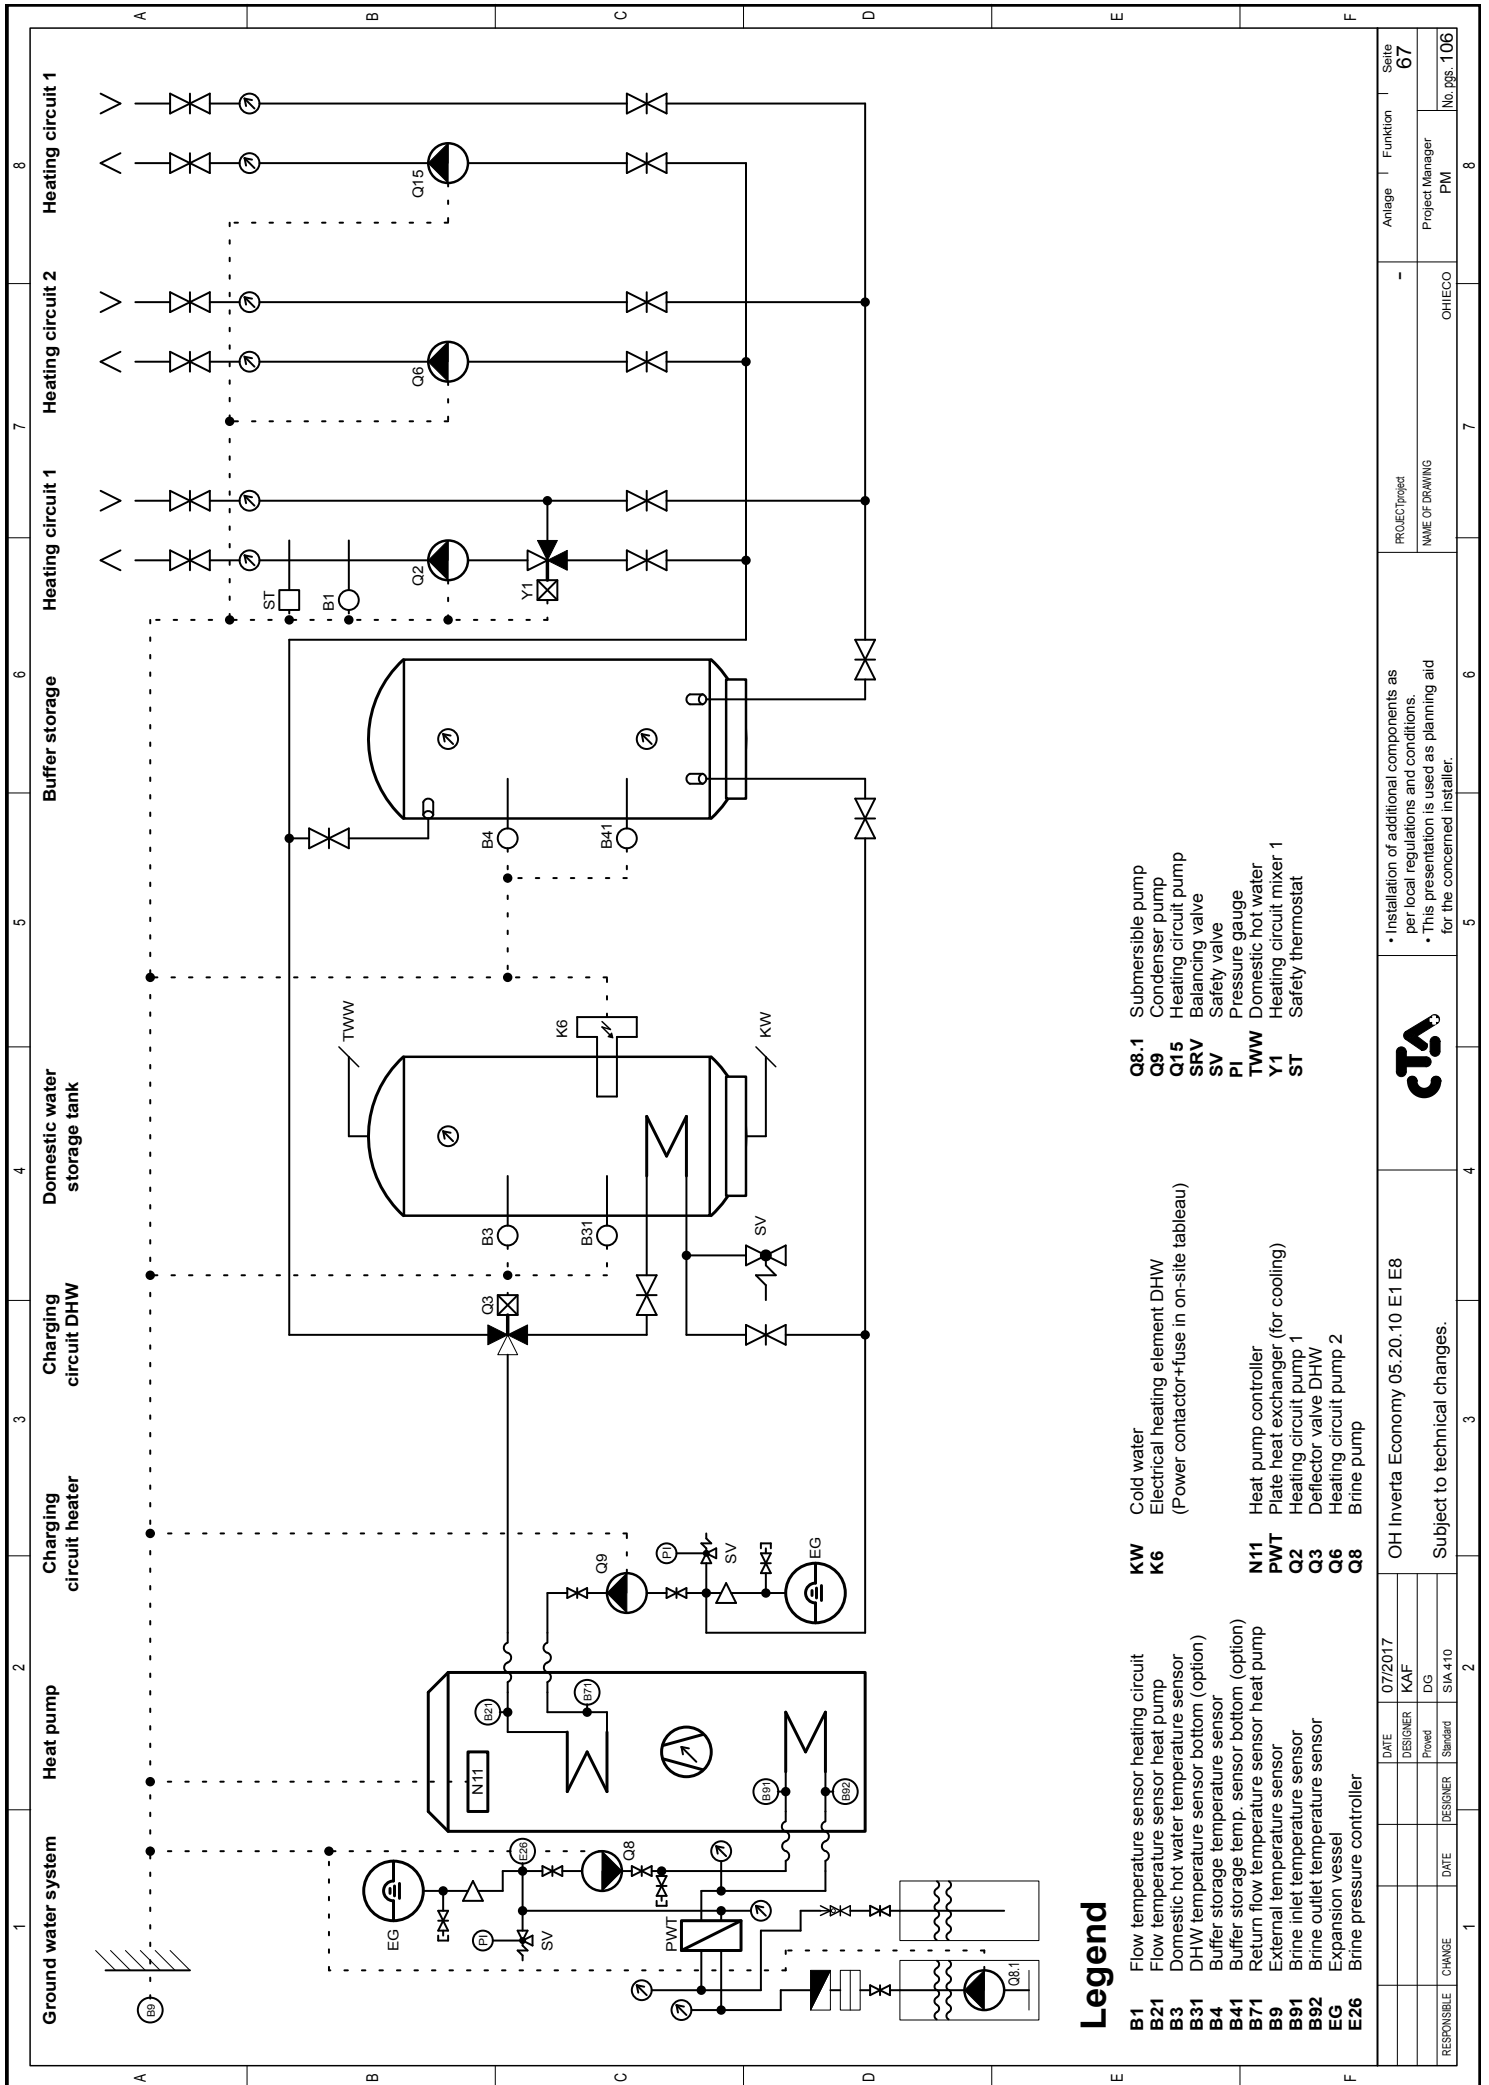 1
2
3
4
5
6
7
8
A
B
C
D
E
F
Ground water system
Heat pump
Charging
circuit heater
Charging
circuit DHW
Domestic water
storage tank
Buffer storage
Heating circuit 1
Heating circuit 2
Heating circuit 1
B9
EG
PI
SV
E26
Q8
PWT
Q8.1
N11
B21
B71
B91
B92
Q9
PI
SV
EG
Q3
B3
B31
SV
TWW
K6
KW
B4
B41
ST
B1
Q2
Y1
Q6
Q15
Legend
B1 Flow temperature sensor heating circuit
B21 Flow temperature sensor heat pump
B3 Domestic hot water temperature sensor
B31 DHW temperature sensor bottom (option)
B4 Buffer storage temperature sensor
B41 Buffer storage temp. sensor bottom (option)
B71 Return flow temperature sensor heat pump
B9 External temperature sensor
B91 Brine inlet temperature sensor
B92 Brine outlet temperature sensor
EG Expansion vessel
E26 Brine pressure controller
KW Cold water
K6 Electrical heating element DHW
(Power contactor+fuse in on-site tableau)
N11 Heat pump controller
PWT Plate heat exchanger (for cooling)
Q2 Heating circuit pump 1
Q3 Deflector valve DHW
Q6 Heating circuit pump 2
Q8 Brine pump
Q8.1 Submersible pump
Q9 Condenser pump
Q15 Heating circuit pump
SRV Balancing valve
SV Safety valve
PI Pressure gauge
TWW Domestic hot water
Y1 Heating circuit mixer 1
ST Safety thermostat
RESPONSIBLE CHANGE DATE DESIGNER
DATE 07/2017
DESIGNER KAF
Proved DG
Standard SIA 410
OH Inverta Economy 05.20.10 E1 E8
Subject to technical changes.
CTA
• Installation of additional components as
per local regulations and conditions.
• This presentation is used as planning aid
for the concerned installer.
PROJECTproject -
NAME OF DRAWING OHIECO
Anlage Funktion Seite
67
Project Manager
PM
No. pgs. 106
1
2
3
4
5
6
7
8
A
B
C
D
E
F